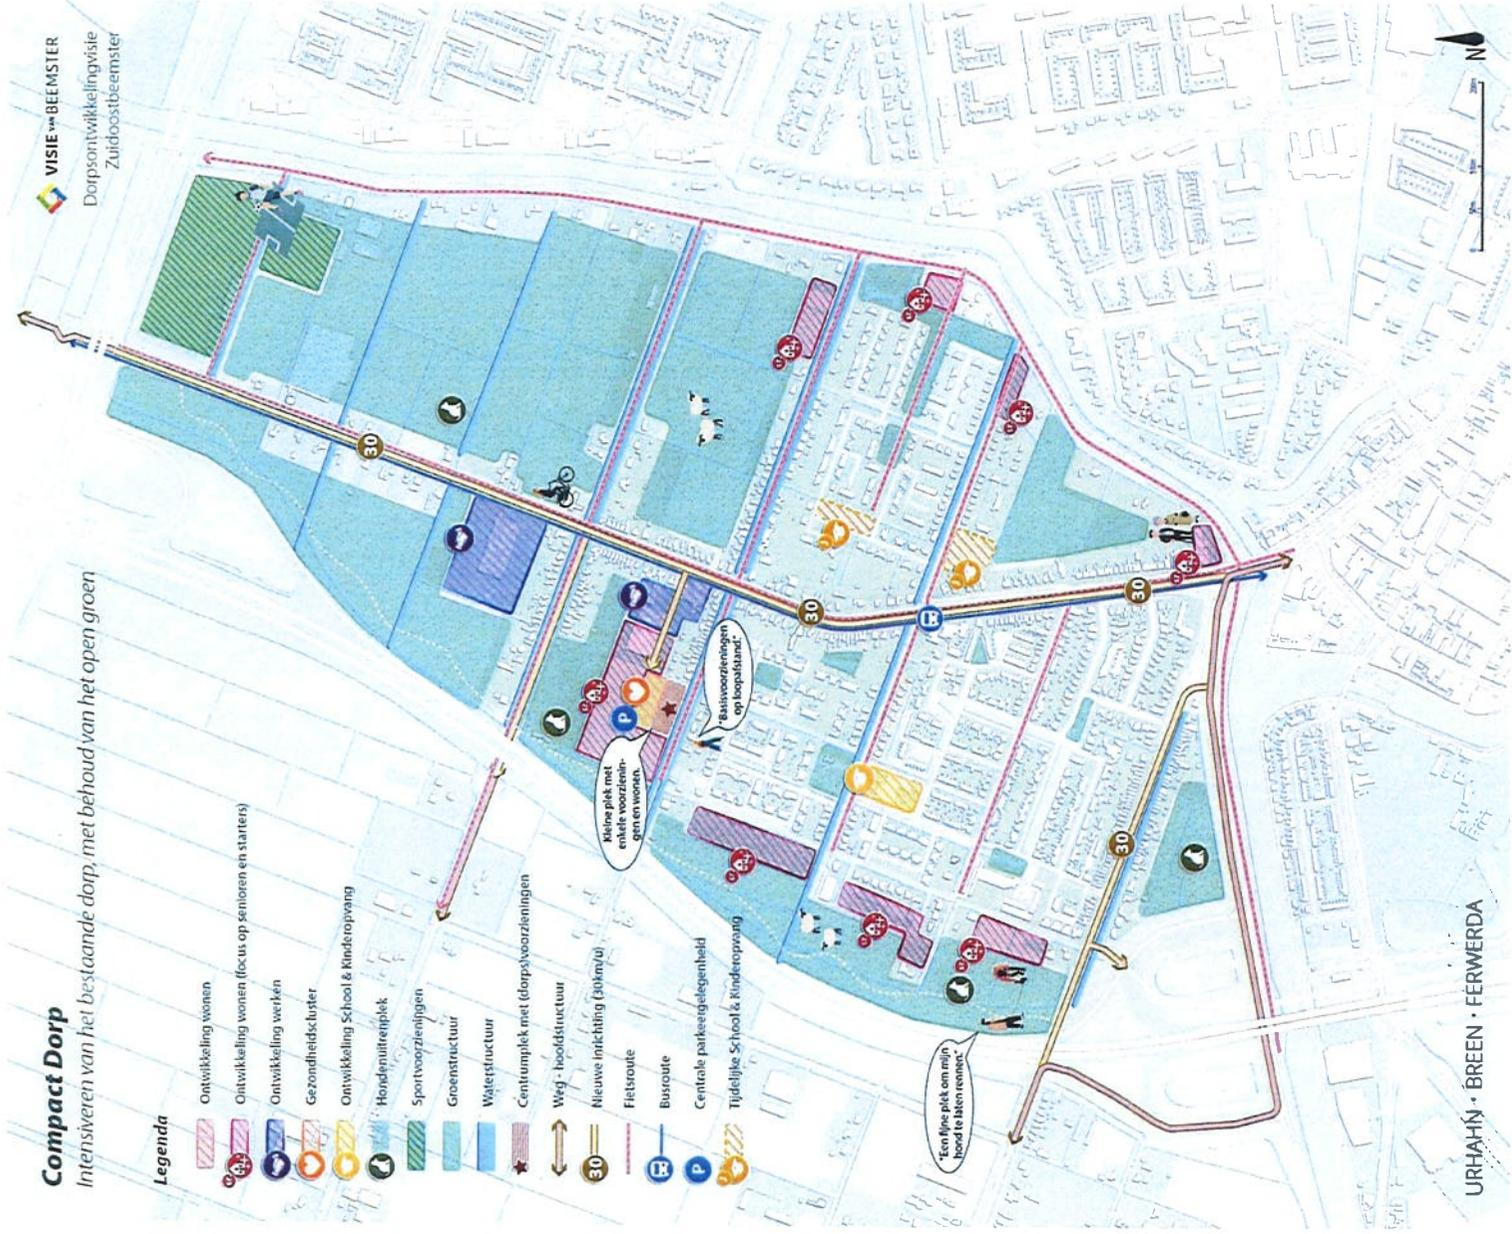 Compact Dorp
Intensiveren van het bestaande dorp, met behoud van het open groen
VISIE VAN BEEMSTER
Dorpsontwikkelingvisie
Zuidoostbeemster
Legenda
Ontwikkeling wonen
Ontwikkeling wonen (focus op senioren en starters)
Ontwikkeling werken
Gezondheidscluster
Ontwikkeling School & Kinderopvang
Hondenuitrenplek
Sportvoorzieningen
Groenstructuur
Waterstructuur
Centrumplek met (dorps)voorzieningen
Weg - hoofdstructuur
30 Nieuwe inrichting (30km/u)
Fietsroute
Busroute
P Centrale parkeergelegenheid
Tijdelijke School & Kinderopvang
30
30
30
30
P
Kleine plek met
enkele voorzienin-
gen en wonen.
"Basisvoorzieningen
op loopafstand."
"Een fijne plek om mijn
hond te laten rennen."
N
URHAHN • BREEN • FERWERDA